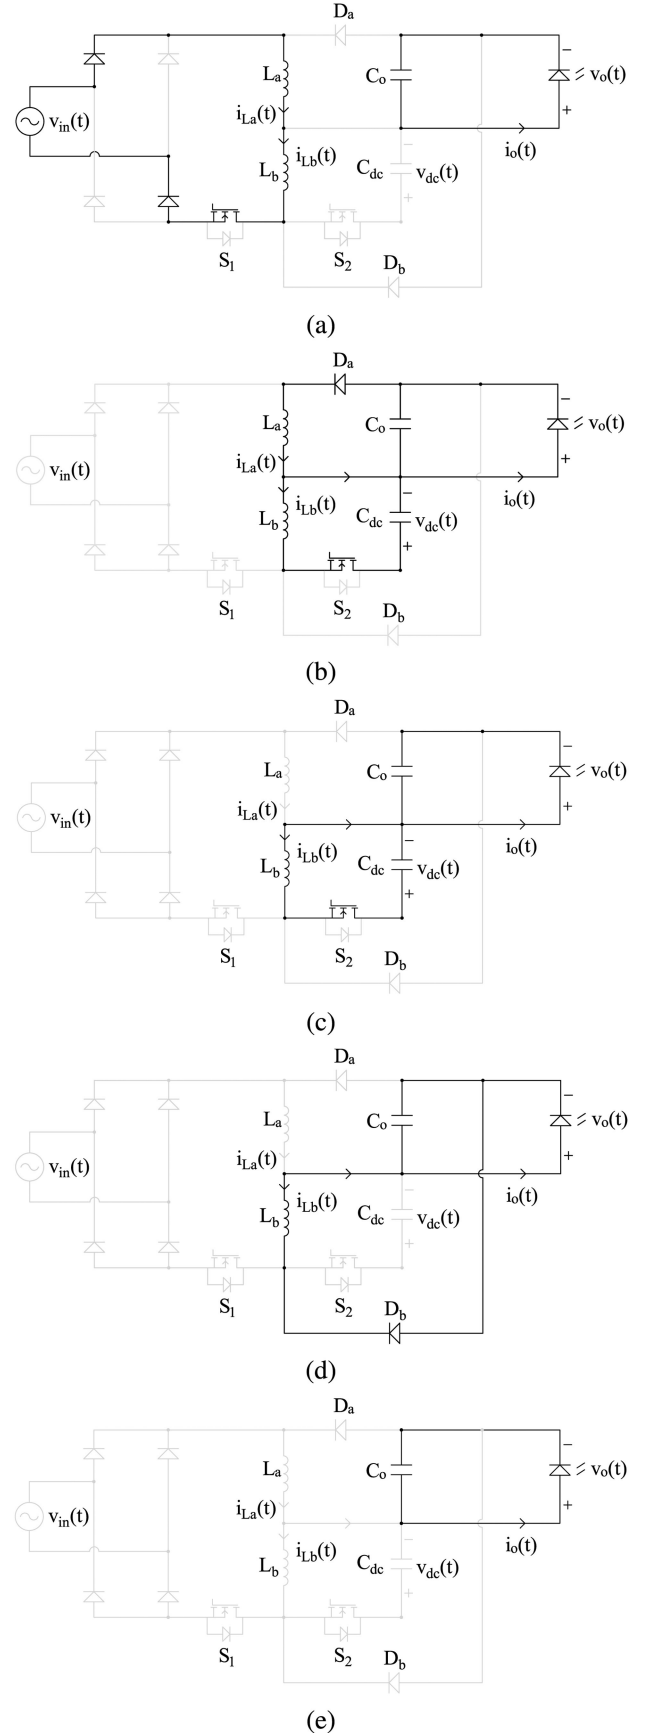 Da
La
Co
vo(t)
−
+
vin(t)
iLa(t)
iLb(t)
io(t)
Lb
Cdc
−
vdc(t)
+
S1
S2
Db
(a)
Da
La
Co
vo(t)
−
+
vin(t)
iLa(t)
iLb(t)
io(t)
Lb
Cdc
−
vdc(t)
+
S1
S2
Db
(b)
Da
La
Co
vo(t)
−
+
vin(t)
iLa(t)
iLb(t)
io(t)
Lb
Cdc
−
vdc(t)
+
S1
S2
Db
(c)
Da
La
Co
vo(t)
−
+
vin(t)
iLa(t)
iLb(t)
io(t)
Lb
Cdc
−
vdc(t)
+
S1
S2
Db
(d)
Da
La
Co
vo(t)
−
+
vin(t)
iLa(t)
iLb(t)
io(t)
Lb
Cdc
−
vdc(t)
+
S1
S2
Db
(e)